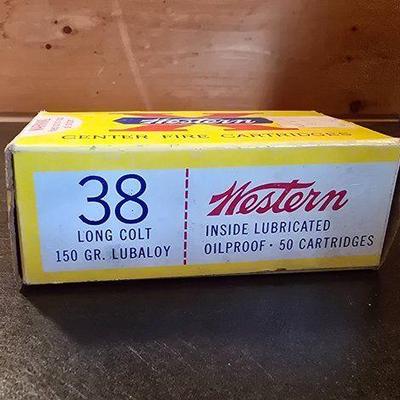 Western
CENTER FIRE CARTRIDGES
38
LONG COLT
150 GR. LUBALOY
Western
INSIDE LUBRICATED
OILPROOF · 50 CARTRIDGES